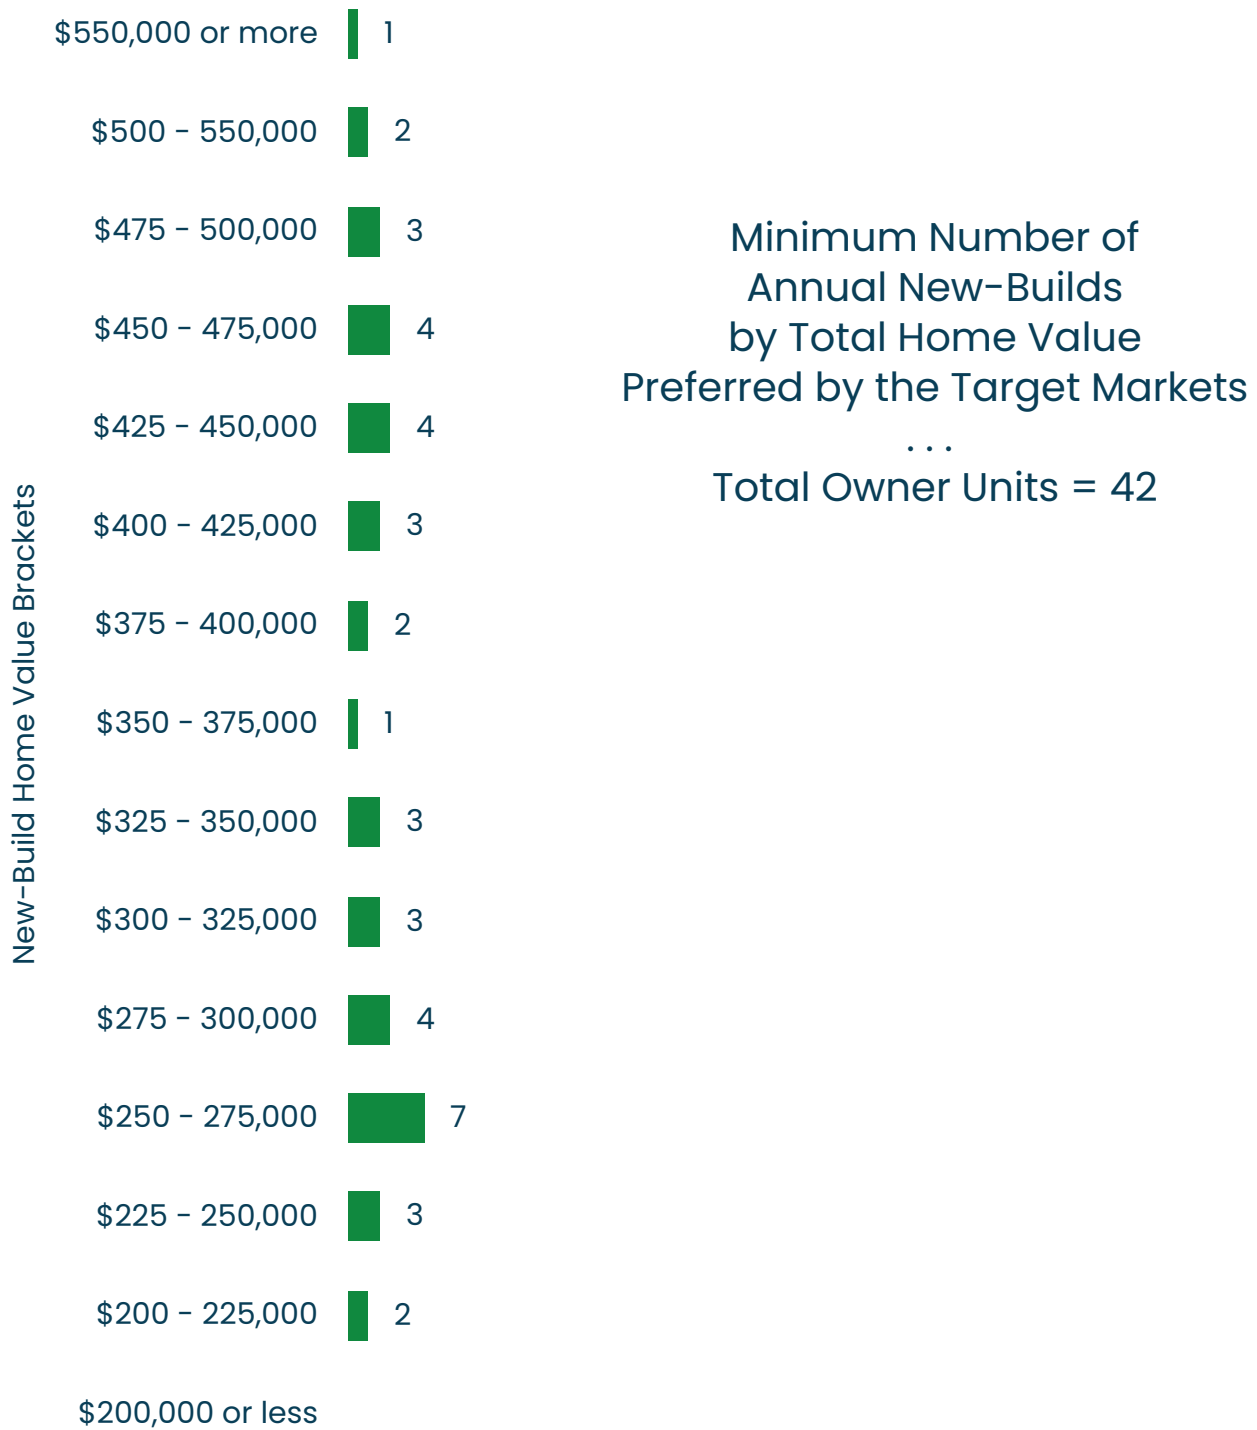 $550,000 or more 1
$500 - 550,000 2
$475 - 500,000 3
$450 - 475,000 4
$425 - 450,000 4
$400 - 425,000 3
$375 - 400,000 2
$350 - 375,000 1
$325 - 350,000 3
$300 - 325,000 3
$275 - 300,000 4
$250 - 275,000 7
$225 - 250,000 3
$200 - 225,000 2
$200,000 or less
New-Build Home Value Brackets
Minimum Number of
Annual New-Builds
by Total Home Value
Preferred by the Target Markets
. . .
Total Owner Units = 42